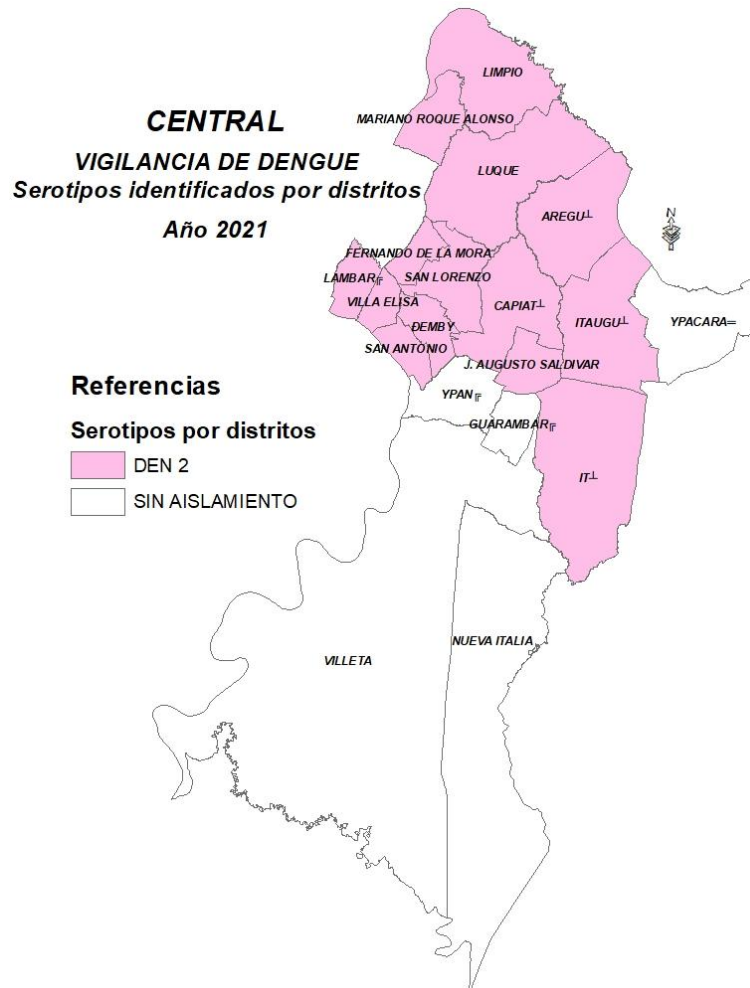 LIMPIO
CENTRAL
MARIANO ROQUE ALONSO
VIGILANCIA DE DENGUE
LUQUE
Serotipos identificados por distritos
AREGU┴
Año 2021
N
FERNANDO DE LA MORA
LAMBAR╔
SAN LORENZO
VILLA ELISA
CAPIAT┴
ITAUGU┴
YPACARA═
ÐEMBY
SAN ANTONIO
J. AUGUSTO SALDIVAR
Referencias
YPAN╔
GUARAMBAR╔
Serotipos por distritos
DEN 2
IT┴
SIN AISLAMIENTO
NUEVA ITALIA
VILLETA